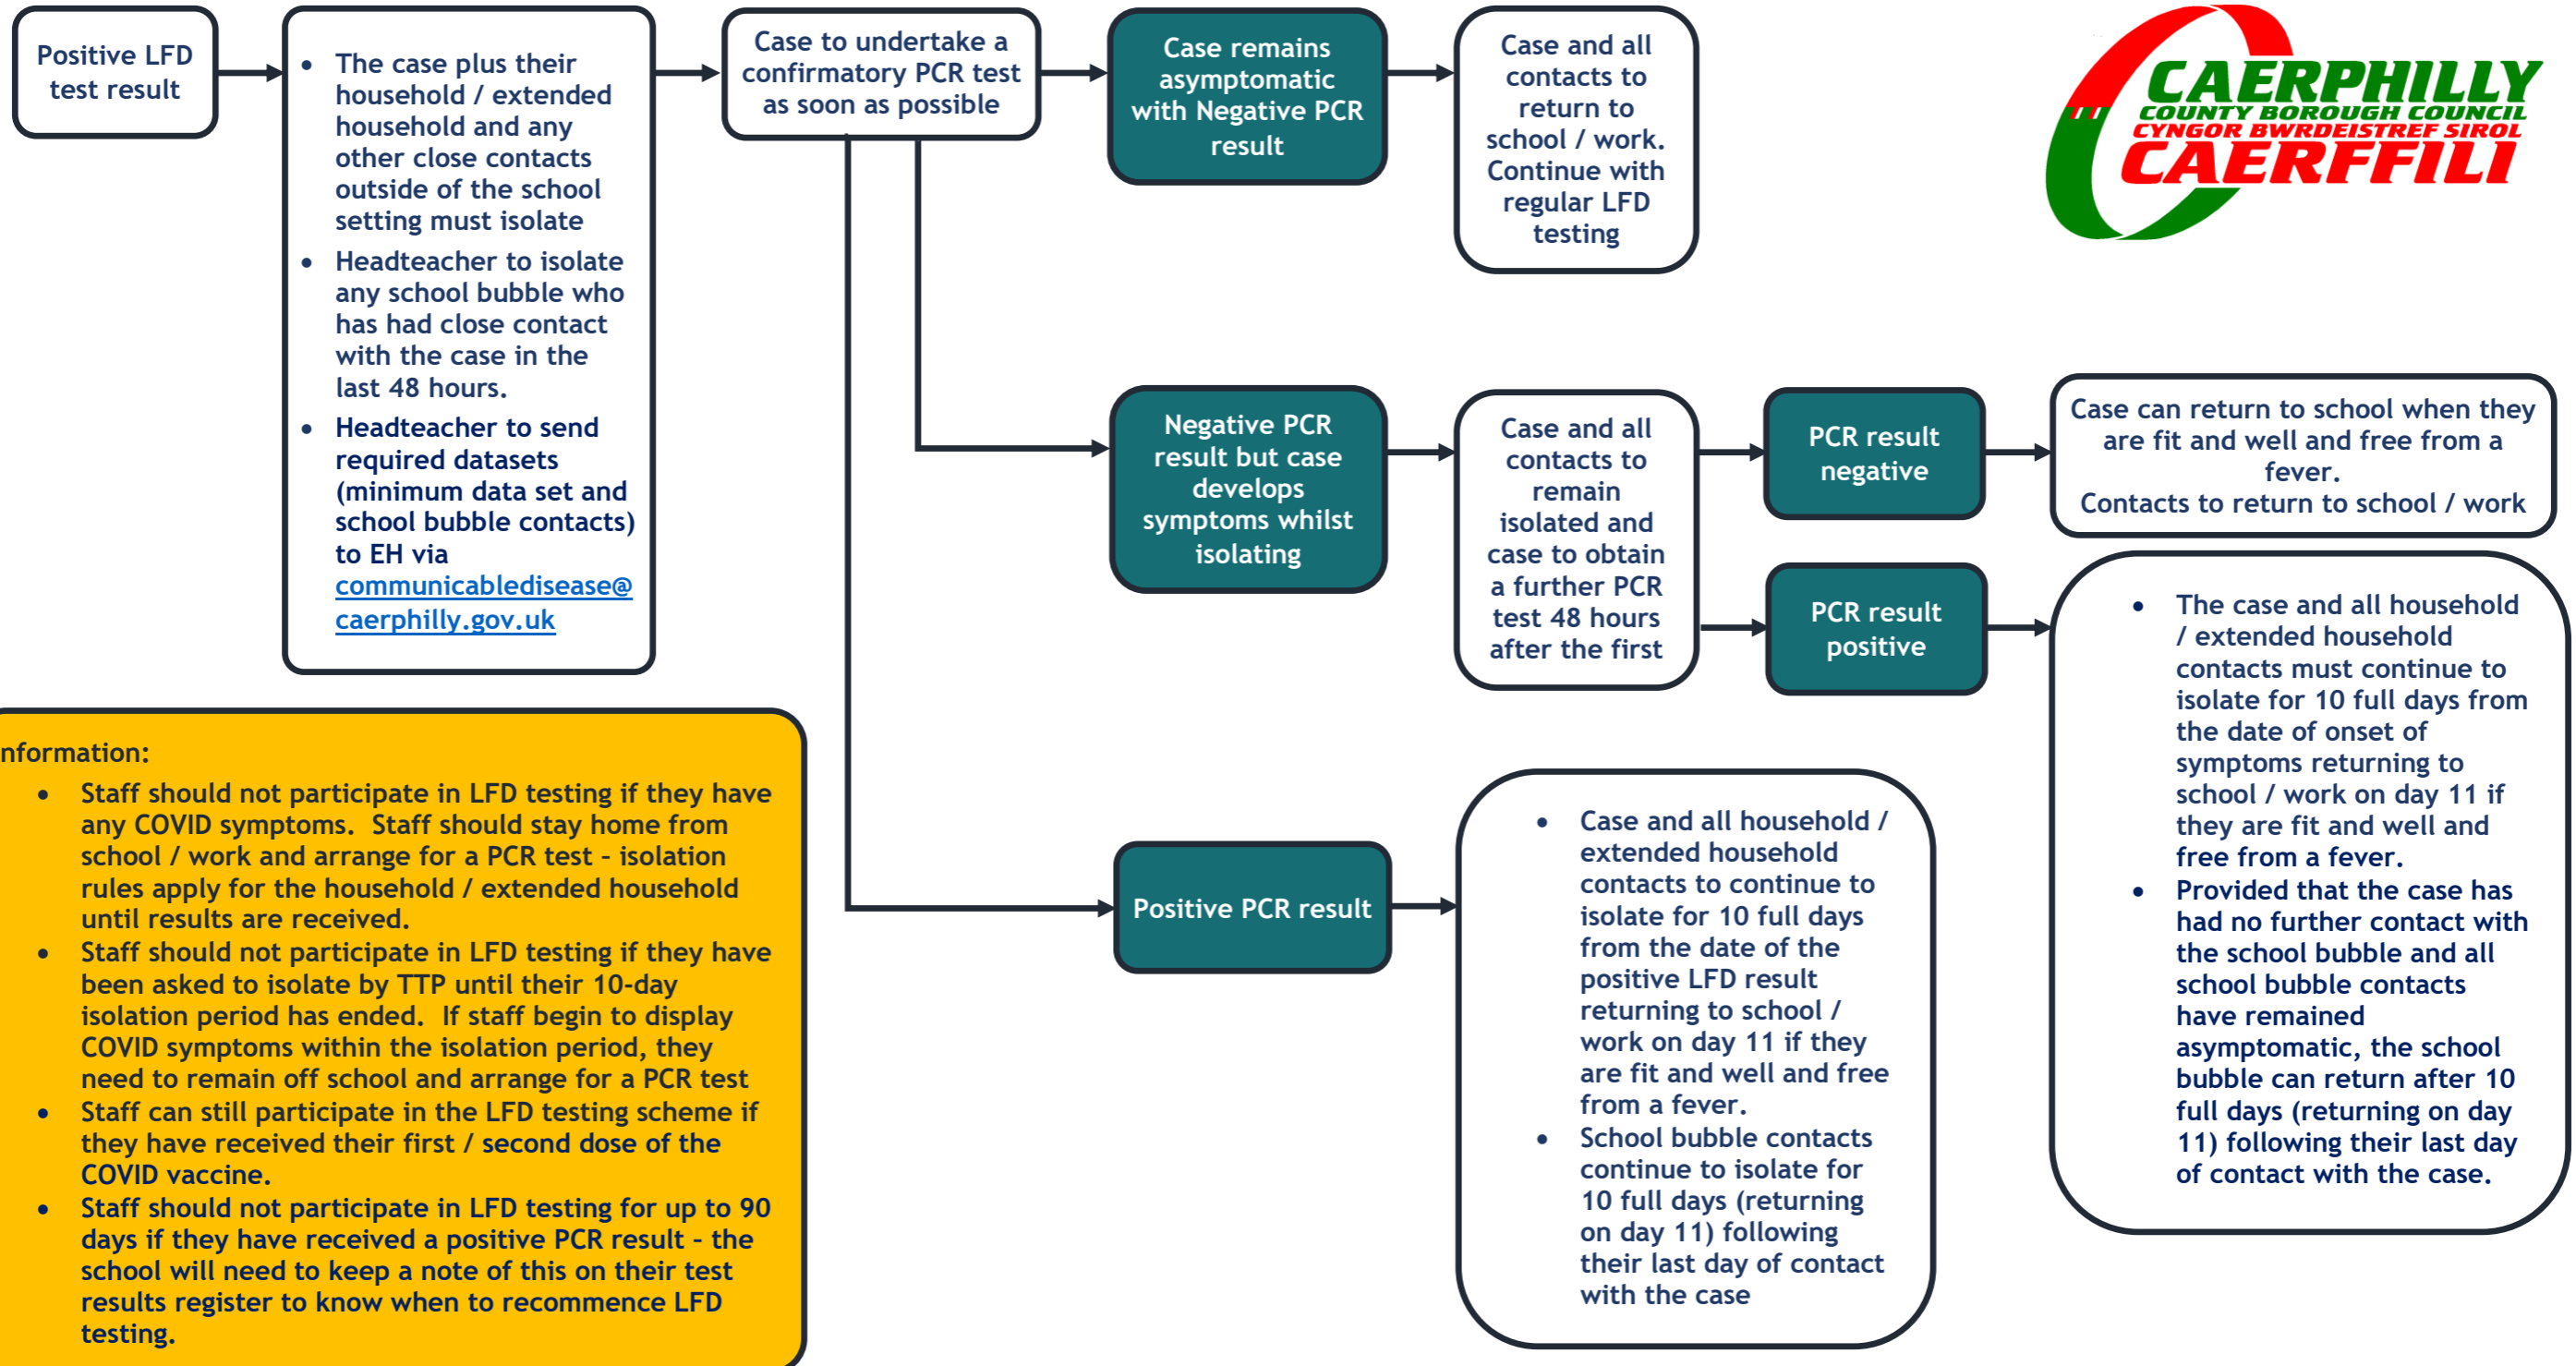 Positive LFD
test result
• The case plus their
household / extended
household and any
other close contacts
outside of the school
setting must isolate
• Headteacher to isolate
any school bubble who
has had close contact
with the case in the
last 48 hours.
• Headteacher to send
required datasets
(minimum data set and
school bubble contacts)
to EH via
communicabledisease@
caerphilly.gov.uk
Case to undertake a
confirmatory PCR test
as soon as possible
Case remains
asymptomatic
with Negative PCR
result
Case and all
contacts to
return to
school / work.
Continue with
regular LFD
testing
CAERPHILLY
COUNTY BOROUGH COUNCIL
CYNGOR BWRDEISTREF SIROL
CAERFFILI
Negative PCR
result but case
develops
symptoms whilst
isolating
Case and all
contacts to
remain
isolated and
case to obtain
a further PCR
test 48 hours
after the first
PCR result
negative
Case can return to school when they
are fit and well and free from a
fever.
Contacts to return to school / work
PCR result
positive
• The case and all household
/ extended household
contacts must continue to
isolate for 10 full days from
the date of onset of
symptoms returning to
school / work on day 11 if
they are fit and well and
free from a fever.
• Provided that the case has
had no further contact with
the school bubble and all
school bubble contacts
have remained
asymptomatic, the school
bubble can return after 10
full days (returning on day
11) following their last day
of contact with the case.
Positive PCR result
• Case and all household /
extended household
contacts to continue to
isolate for 10 full days
from the date of the
positive LFD result
returning to school /
work on day 11 if they
are fit and well and free
from a fever.
• School bubble contacts
continue to isolate for
10 full days (returning
on day 11) following
their last day of contact
with the case
nformation:
• Staff should not participate in LFD testing if they have
any COVID symptoms. Staff should stay home from
school / work and arrange for a PCR test – isolation
rules apply for the household / extended household
until results are received.
• Staff should not participate in LFD testing if they have
been asked to isolate by TTP until their 10-day
isolation period has ended. If staff begin to display
COVID symptoms within the isolation period, they
need to remain off school and arrange for a PCR test
• Staff can still participate in the LFD testing scheme if
they have received their first / second dose of the
COVID vaccine.
• Staff should not participate in LFD testing for up to 90
days if they have received a positive PCR result – the
school will need to keep a note of this on their test
results register to know when to recommence LFD
testing.